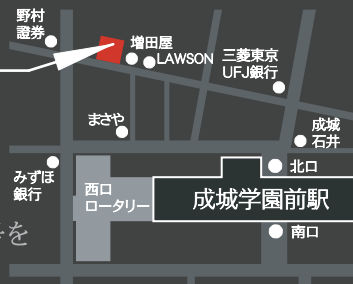 野村
證券
増田屋
LAWSON
三菱東京
UFJ銀行
まさや
成城
石井
みずほ
銀行
西口
ロータリー
北口
成城学園前駅
南口
を